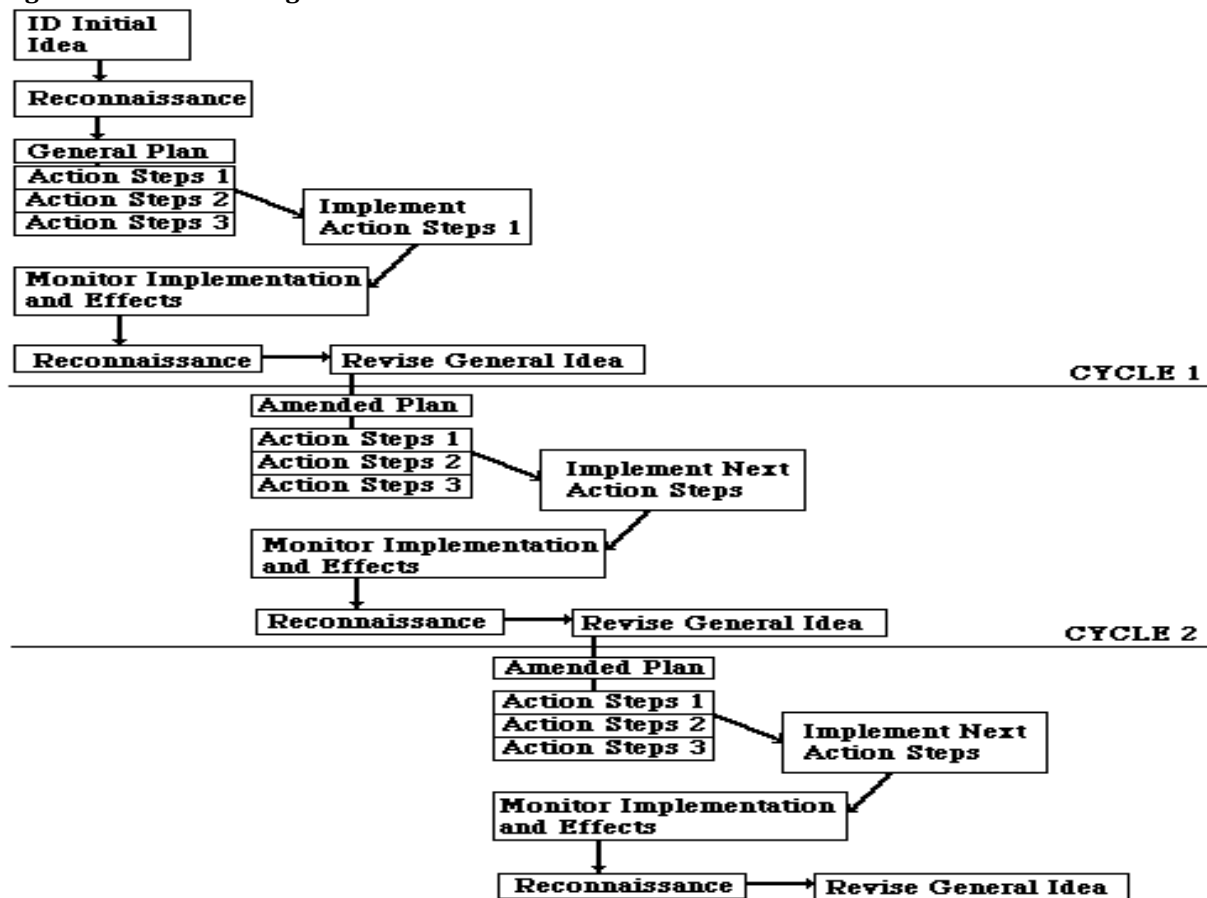 ID Initial
Idea
Reconnaissance
General Plan
Action Steps 1
Action Steps 2
Action Steps 3
Implement
Action Steps 1
Monitor Implementation
and Effects
Reconnaissance
Revise General Idea
CYCLE 1
Amended Plan
Action Steps 1
Action Steps 2
Action Steps 3
Implement Next
Action Steps
Monitor Implementation
and Effects
Reconnaissance
Revise General Idea
CYCLE 2
Amended Plan
Action Steps 1
Action Steps 2
Action Steps 3
Implement Next
Action Steps
Monitor Implementation
and Effects
Reconnaissance
Revise General Idea